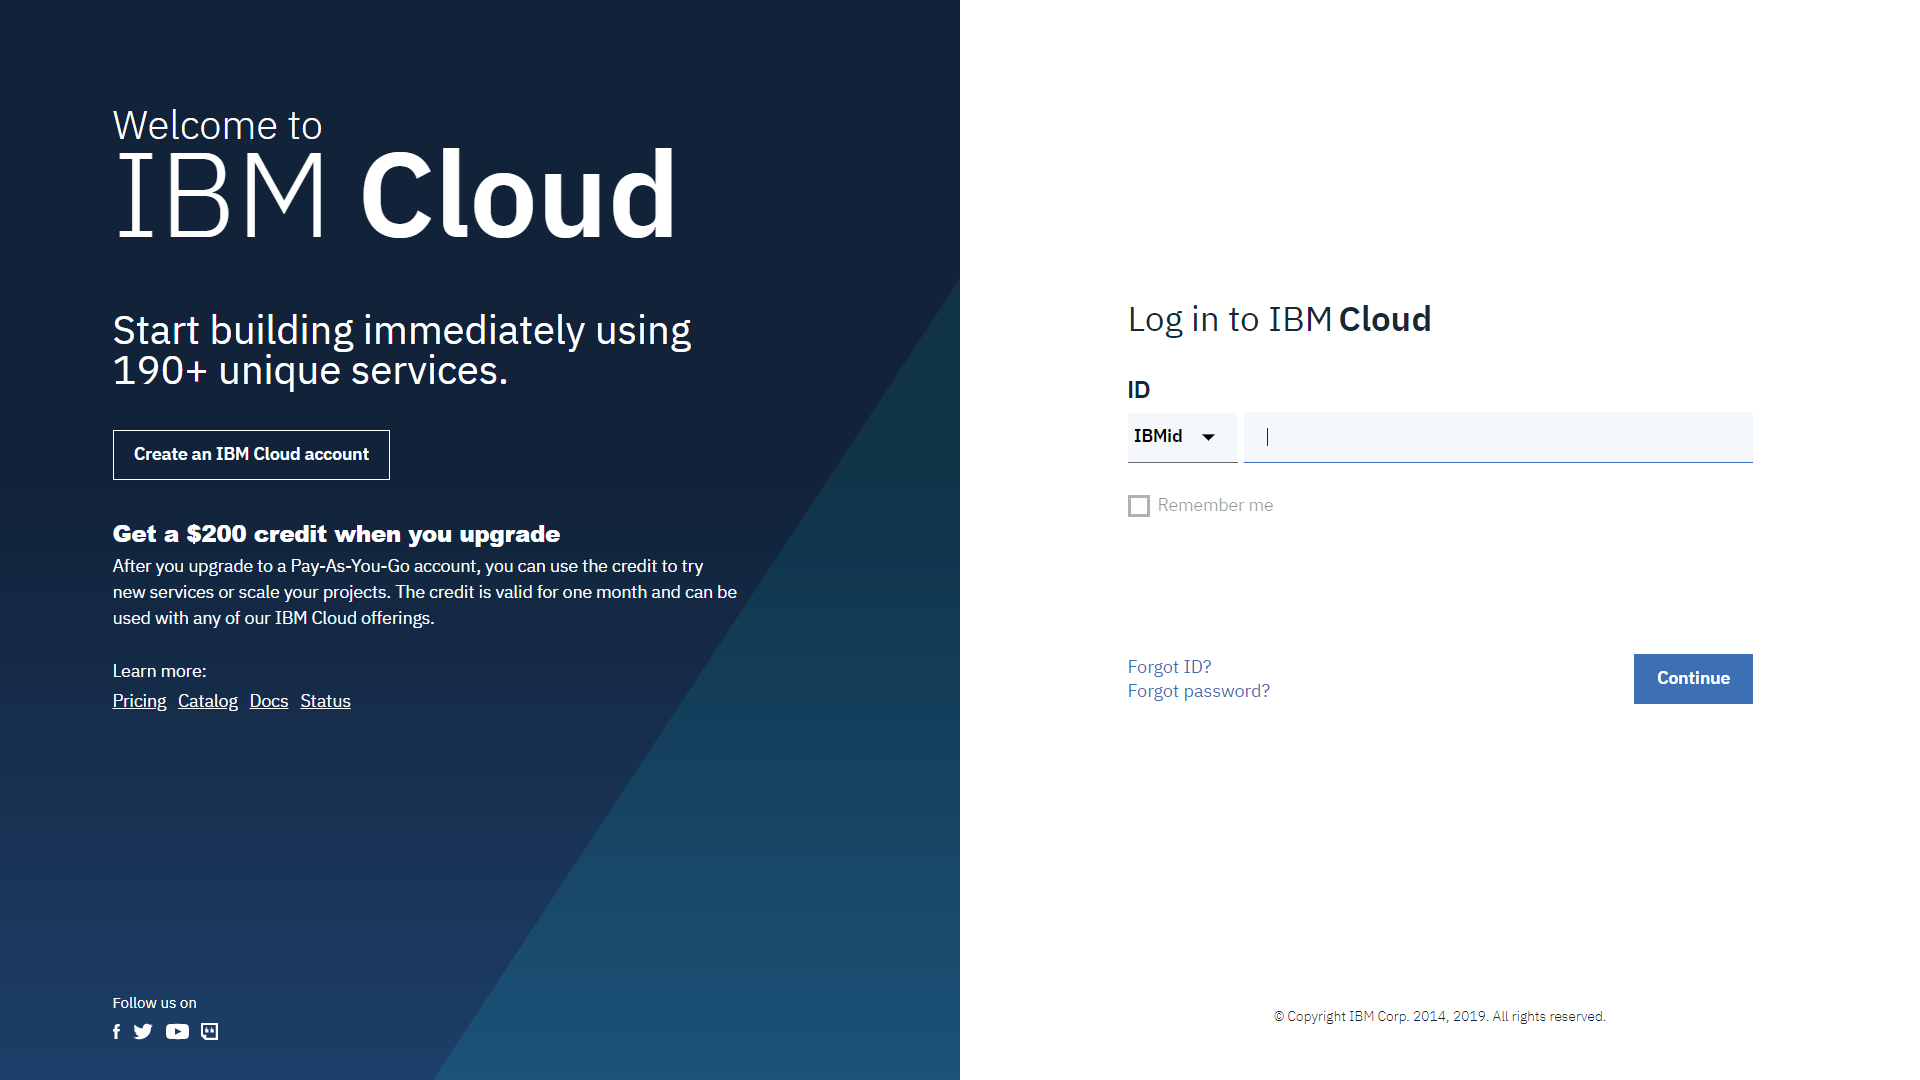 Welcome to
IBM Cloud
Start building immediately using
190+ unique services.
Create an IBM Cloud account
Get a $200 credit when you upgrade
After you upgrade to a Pay-As-You-Go account, you can use the credit to try
new services or scale your projects. The credit is valid for one month and can be
used with any of our IBM Cloud offerings.
Learn more:
Pricing Catalog Docs Status
Follow us on
Log in to IBM Cloud
ID
IBMid
Remember me
Forgot ID?
Forgot password?
Continue
© Copyright IBM Corp. 2014, 2019. All rights reserved.